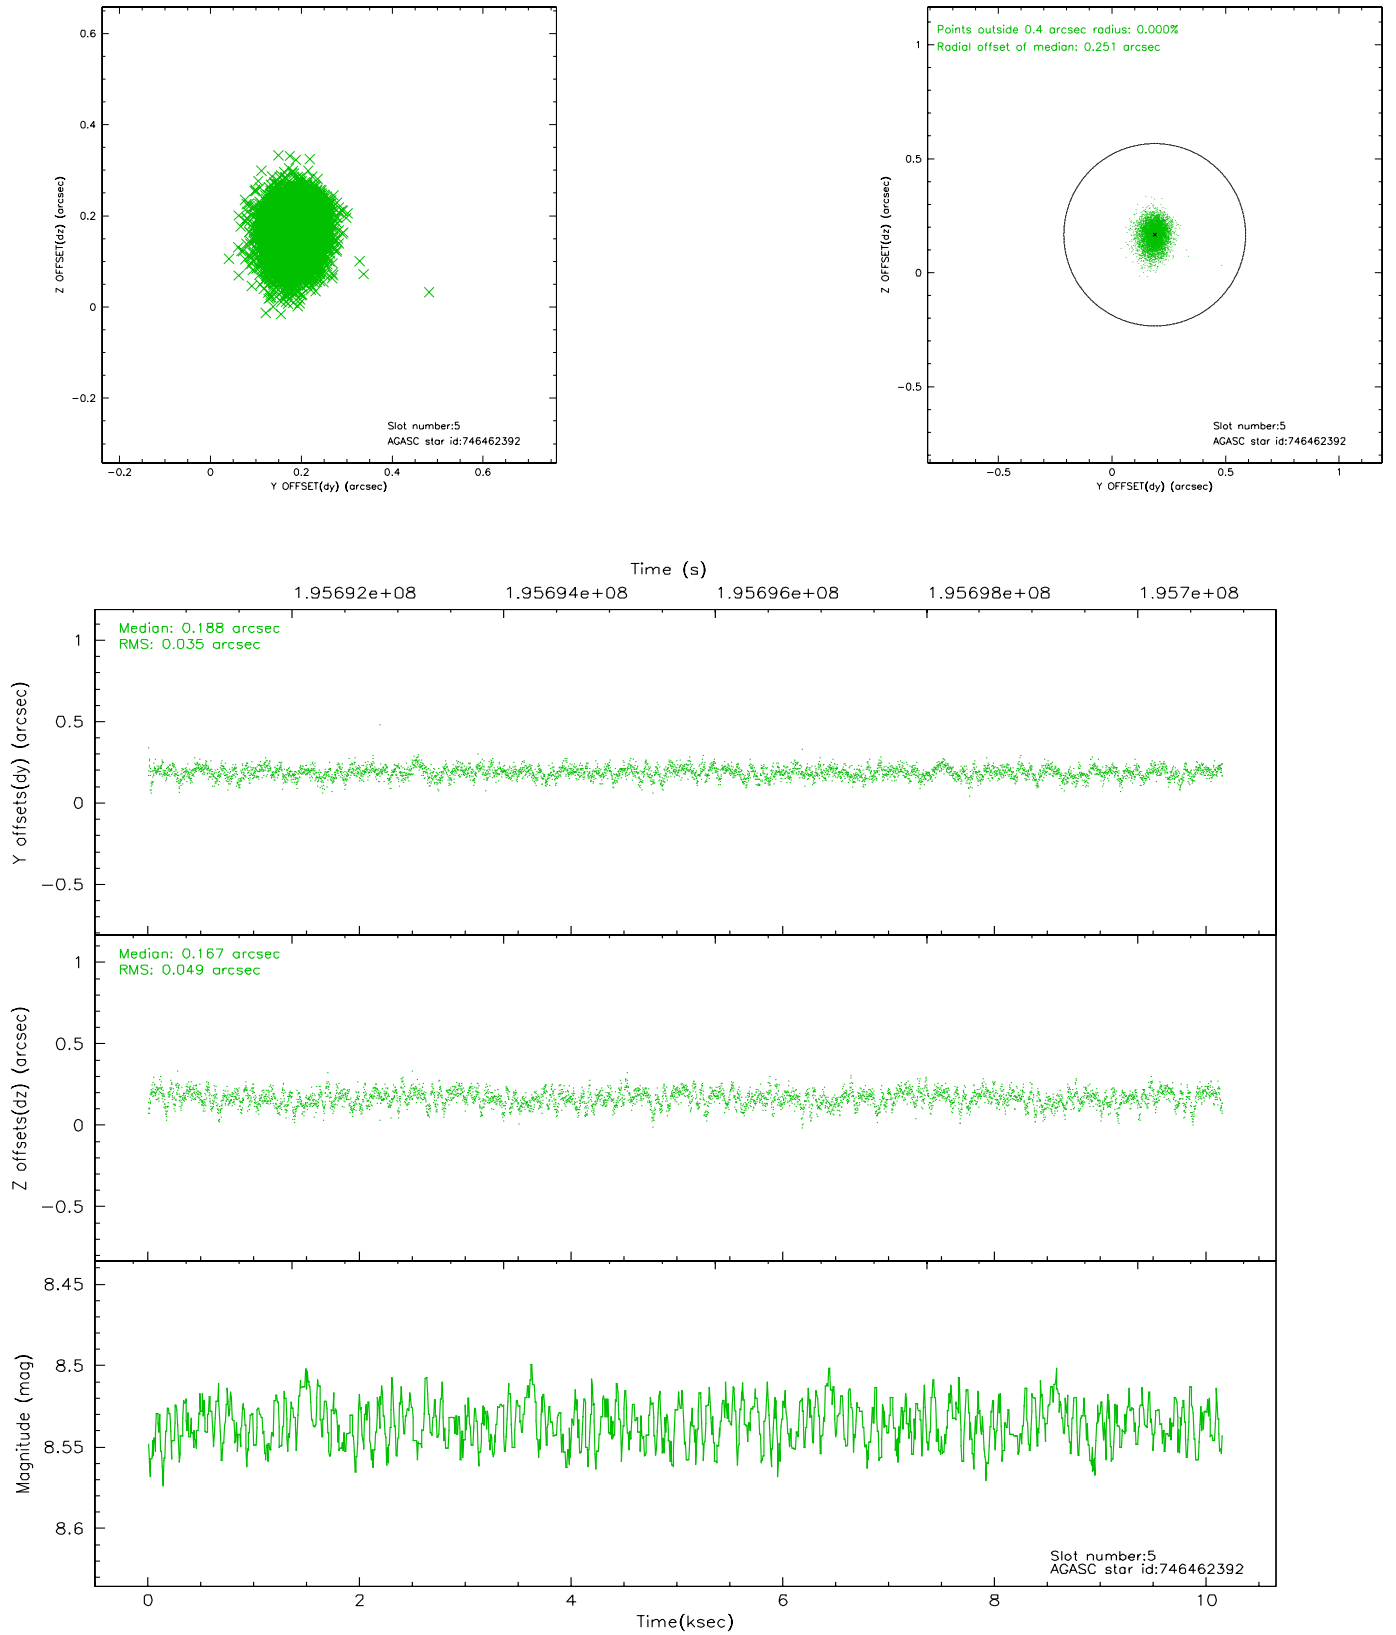 0.6
0.4
0.2
0
−0.2
Z OFFSET(dz) (arcsec)
Slot number:5
AGASC star id:746462392
−0.2 0 0.2 0.4 0.6
Y OFFSET(dy) (arcsec)
Points outside 0.4 arcsec radius: 0.000%
Radial offset of median: 0.251 arcsec
1
0.5
0
−0.5
Z OFFSET(dz) (arcsec)
Slot number:5
AGASC star id:746462392
−0.5 0 0.5 1
Y OFFSET(dy) (arcsec)
Time (s)
1.95692e+08 1.95694e+08 1.95696e+08 1.95698e+08 1.957e+08
Median: 0.188 arcsec
RMS: 0.035 arcsec
1
0.5
0
−0.5
Y offsets(dy) (arcsec)
Median: 0.167 arcsec
RMS: 0.049 arcsec
1
0.5
0
−0.5
Z offsets(dz) (arcsec)
8.45
8.5
8.55
8.6
Magnitude (mag)
Slot number:5
AGASC star id:746462392
0 2 4 6 8 10
Time(ksec)